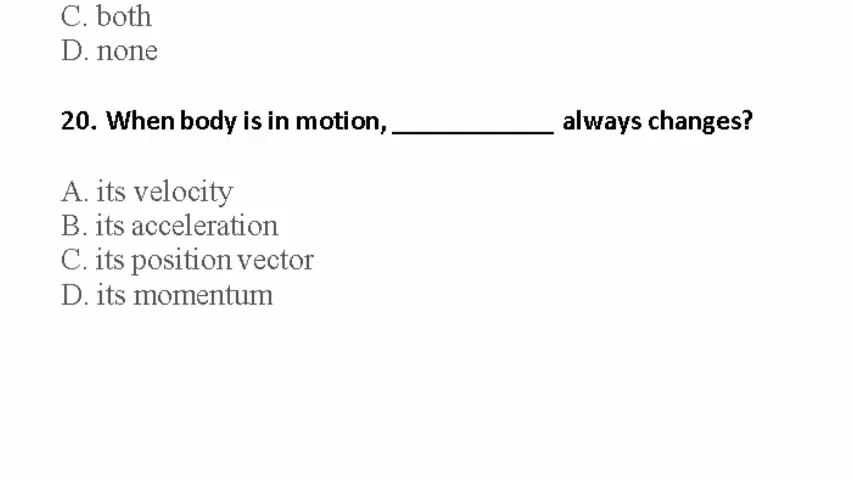 C. both
D. none
20. When body is in motion, ____________ always changes?
A. its velocity
B. its acceleration
C. its position vector
D. its momentum